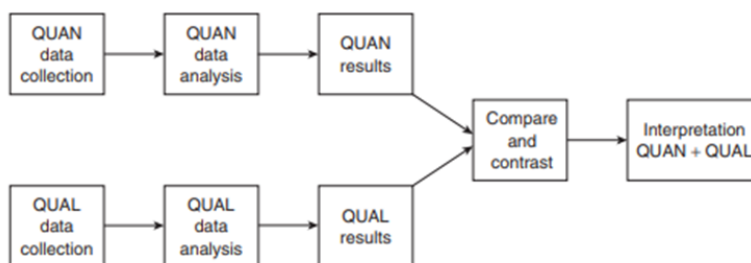 QUAN
data
collection
QUAN
data
analysis
QUAN
results
Compare
and
contrast
Interpretation
QUAN + QUAL
QUAL
data
collection
QUAL
data
analysis
QUAL
results